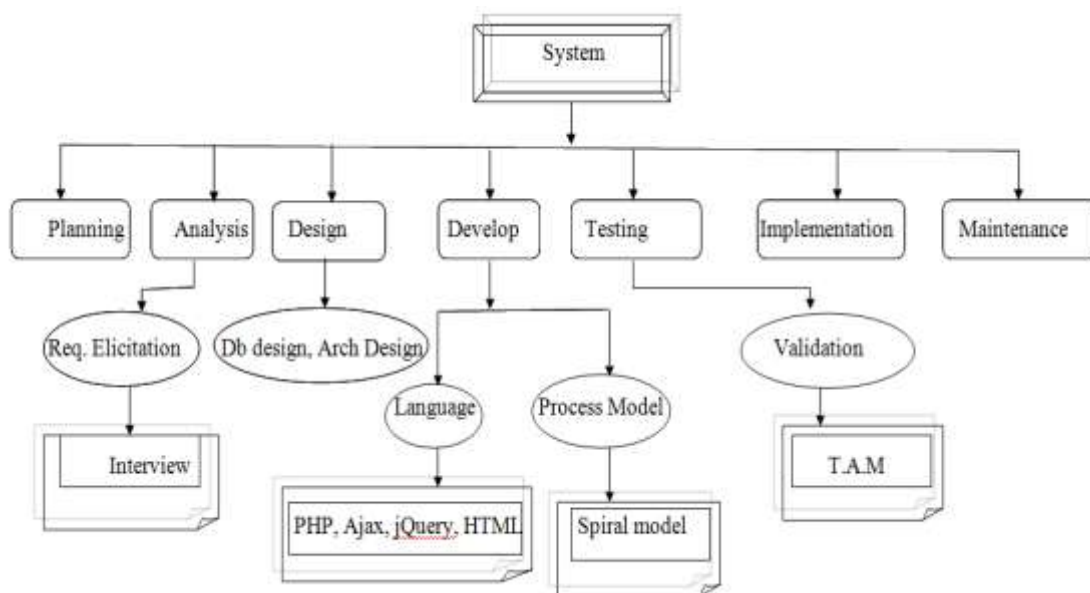 System
Planning
Analysis
Design
Develop
Testing
Implementation
Maintenance
Req. Elicitation
Db design, Arch Design
Validation
Language
Process Model
Interview
T.A.M
PHP, Ajax, jQuery, HTML
Spiral model